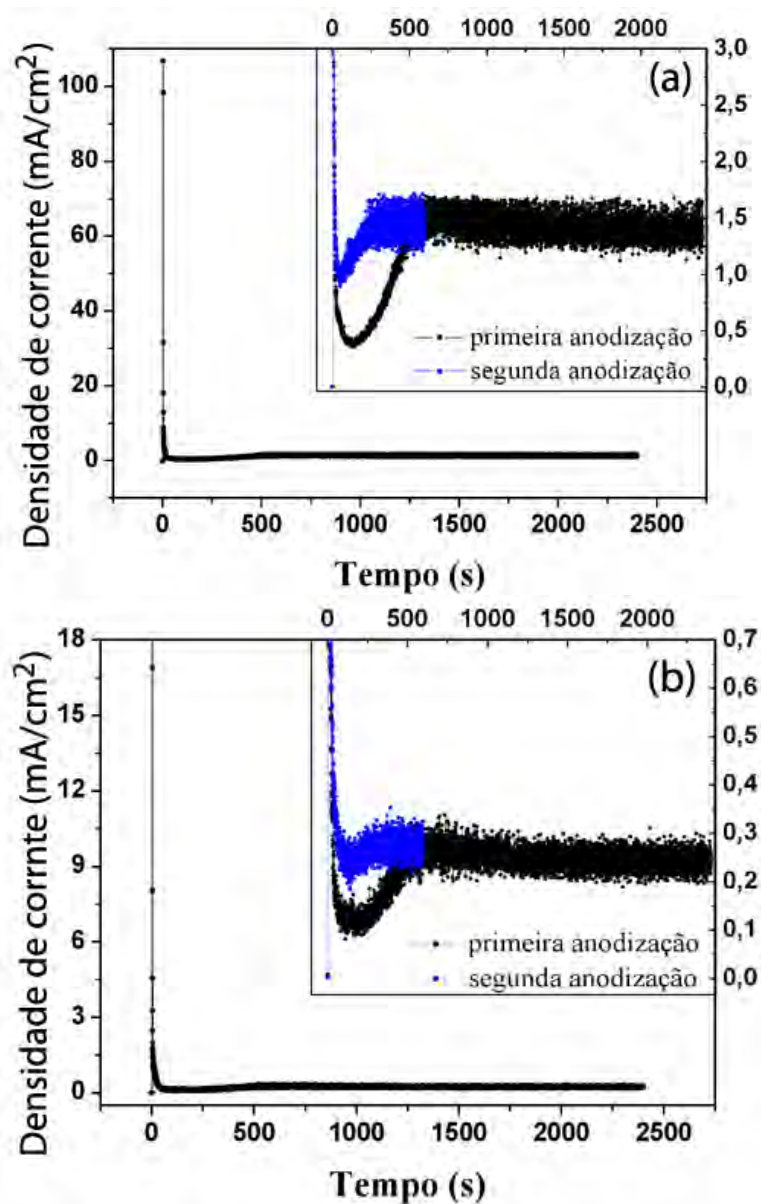 0 500 1000 1500 2000
(a)
3,0
2,5
2,0
1,5
1,0
0,5
0,0
primeira anodização
segunda anodização
Densidade de corrente (mA/cm²)
100
80
60
40
20
0
0 500 1000 1500 2000 2500
Tempo (s)
0 500 1000 1500 2000
(b)
0,7
0,6
0,5
0,4
0,3
0,2
0,1
0,0
primeira anodização
segunda anodização
Densidade de corrnte (mA/cm²)
18
15
12
9
6
3
0
0 500 1000 1500 2000 2500
Tempo (s)